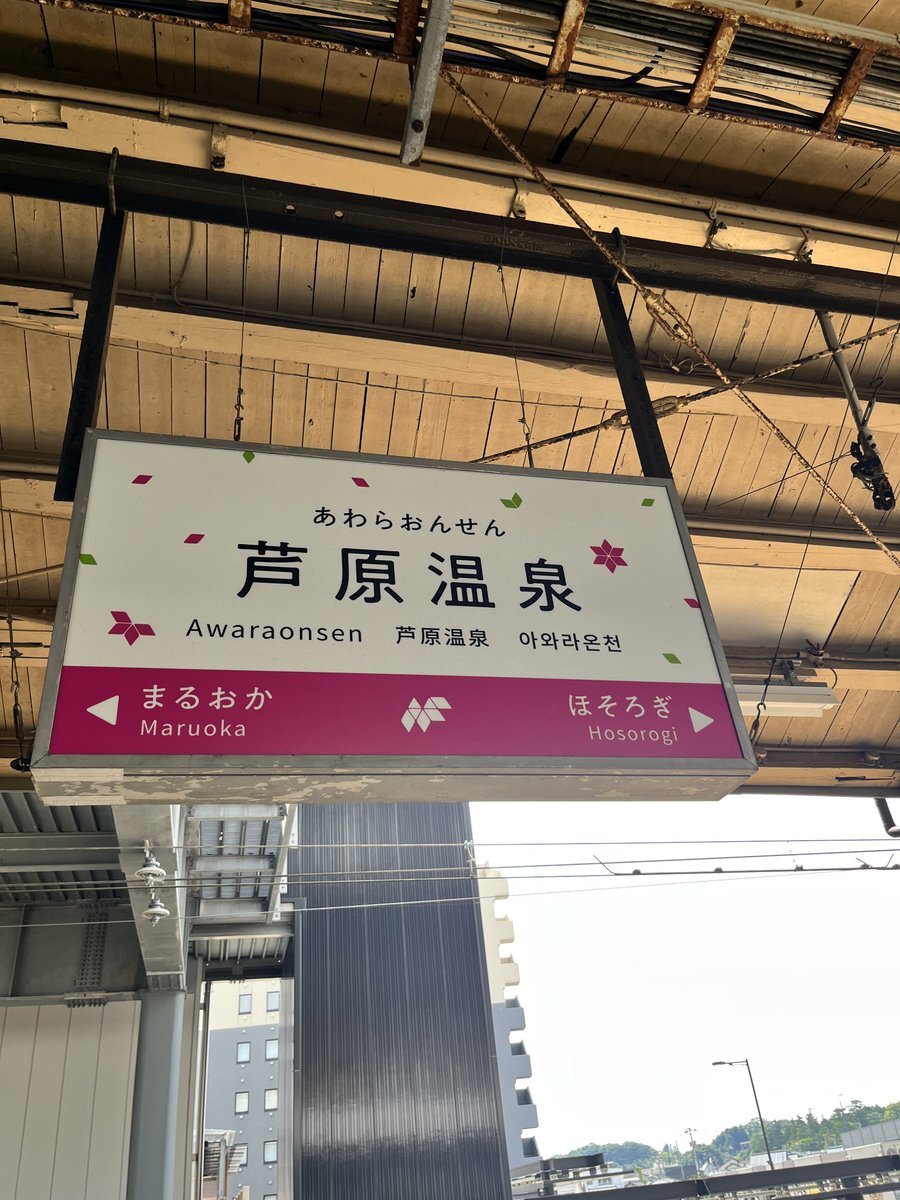 あわらおんせん
芦原温泉
Awaraonsen 芦原温泉 아와라온천
まるおか ほそろぎ
Maruoka Hosorogi